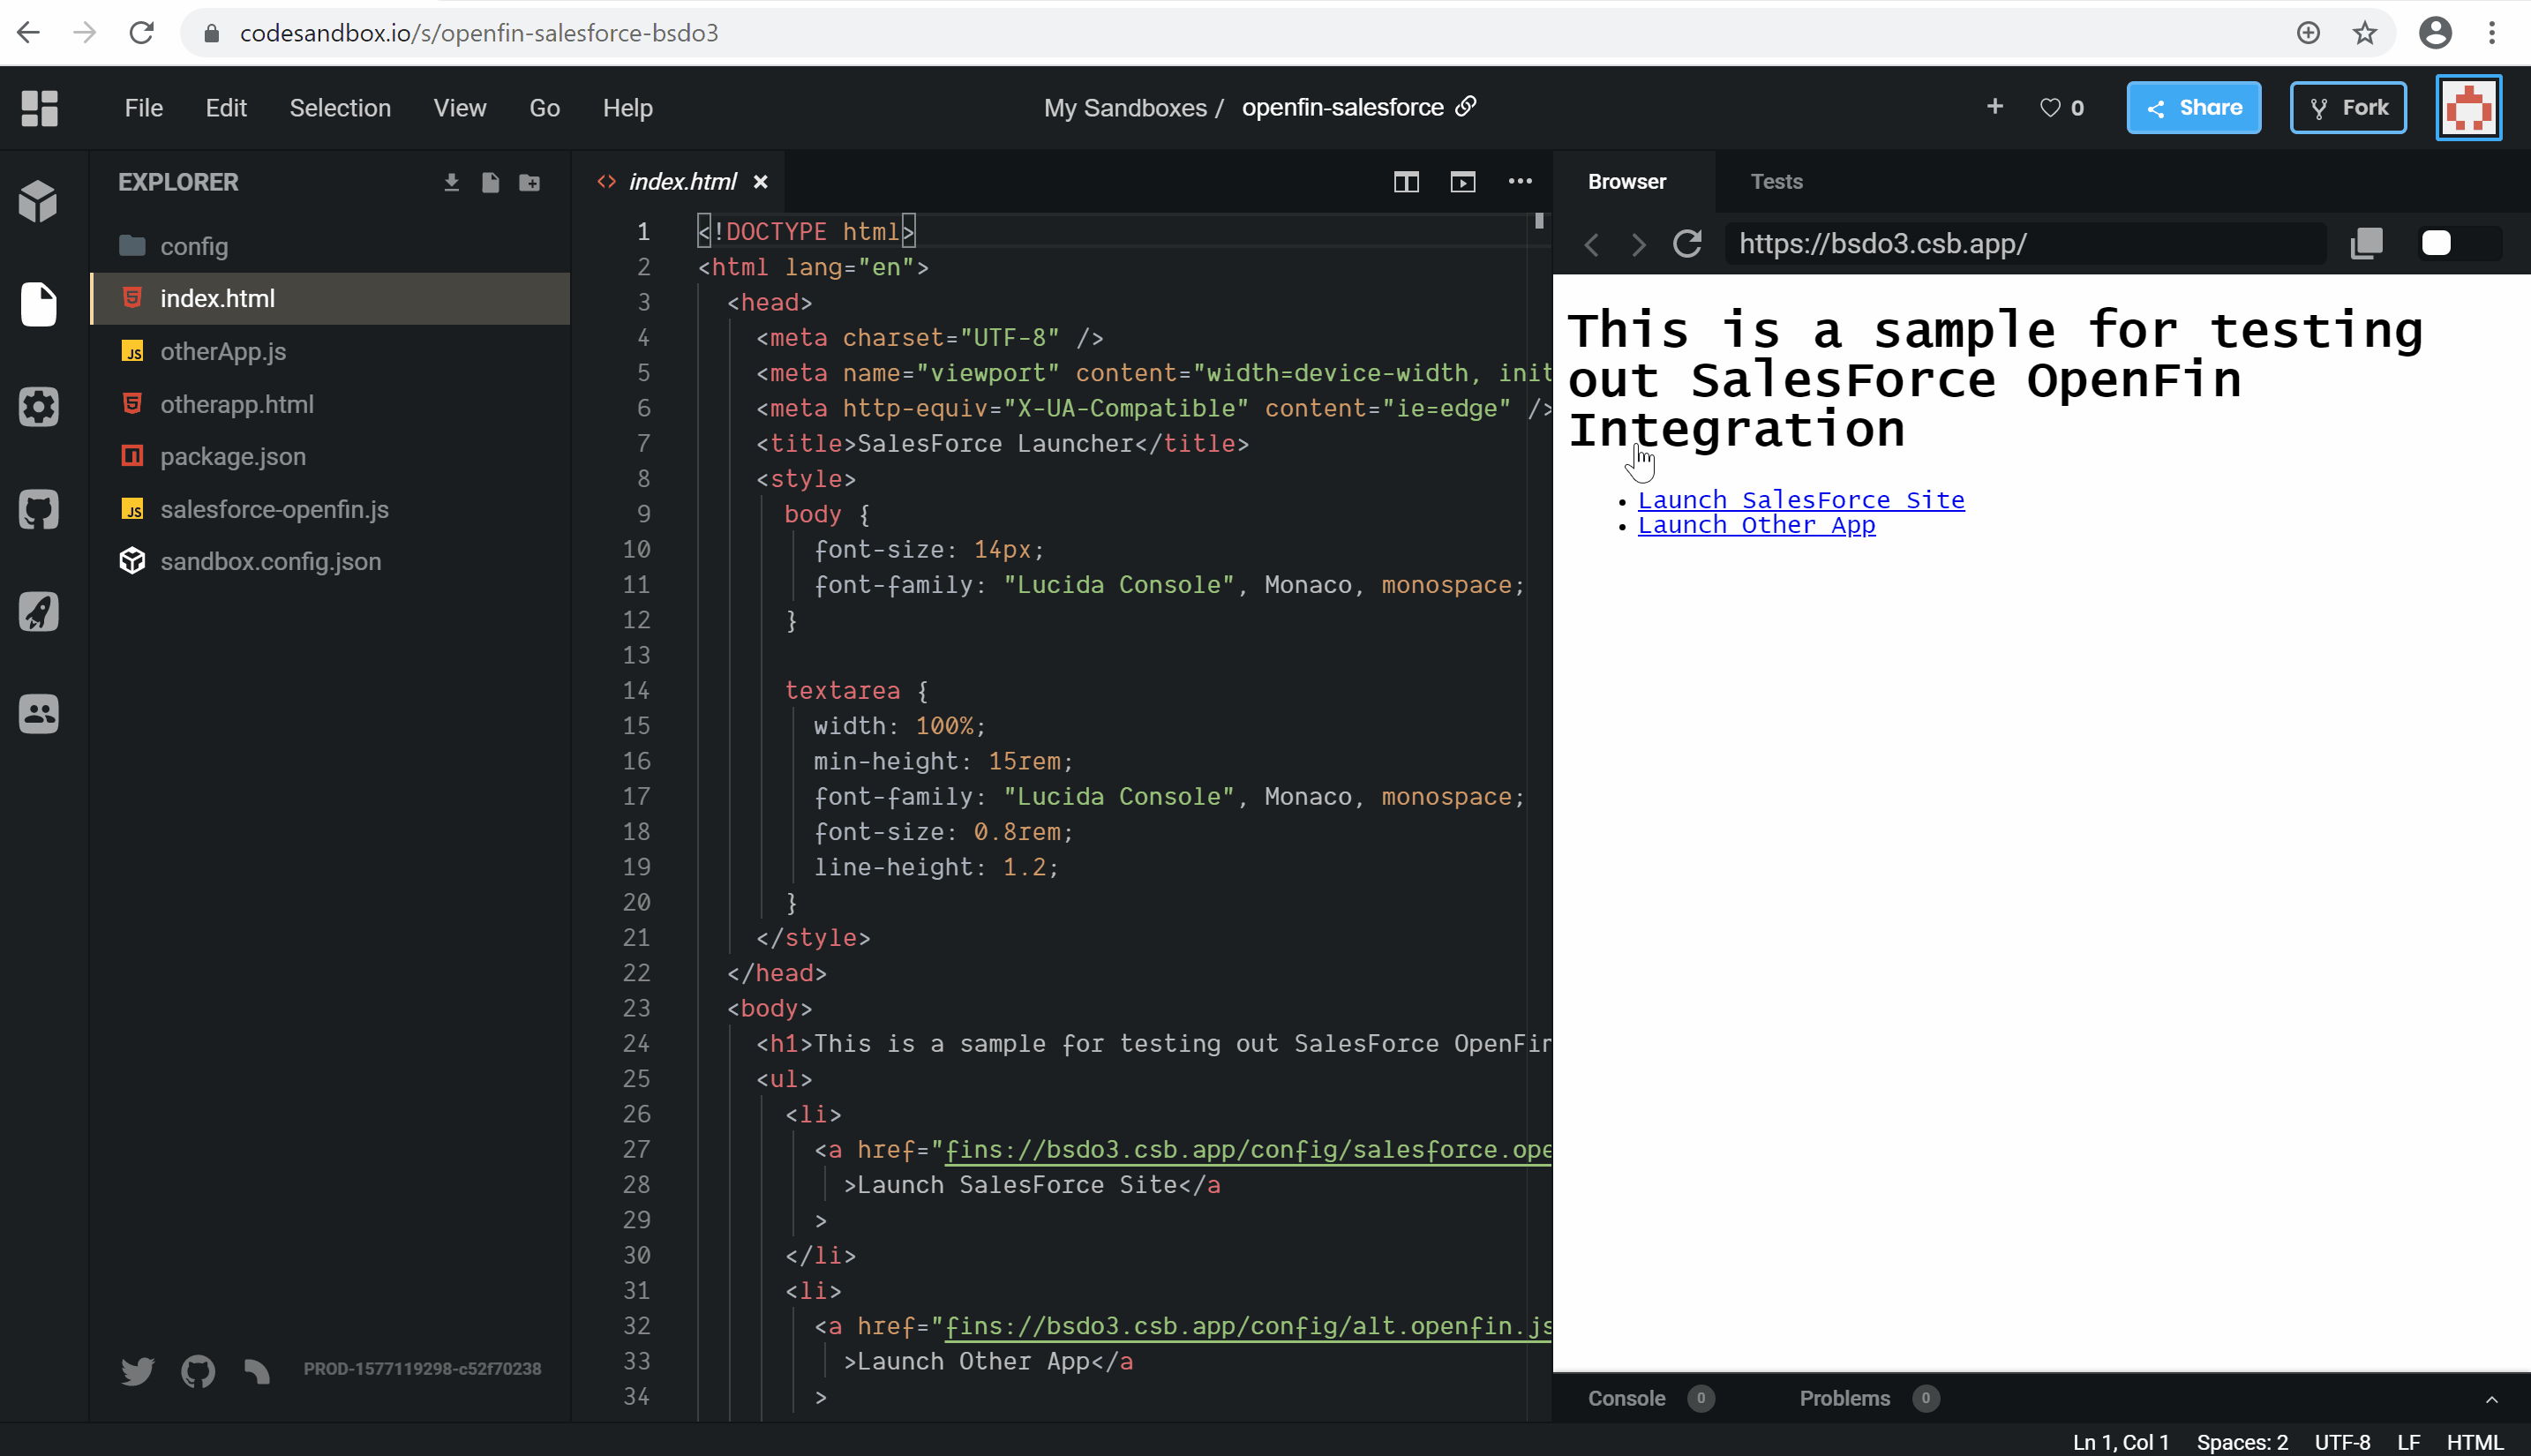 codesandbox.io/s/openfin-salesforce-bsdo3
File Edit Selection View Go Help
My Sandboxes / openfin-salesforce
0 Share Fork
EXPLORER
config
index.html
otherApp.js
otherapp.html
package.json
salesforce-openfin.js
sandbox.config.json
PROD-1577119298-c52f70238
index.html
1 <!DOCTYPE html>
2 <html lang="en">
3 <head>
4 <meta charset="UTF-8" />
5 <meta name="viewport" content="width=device-width, init
6 <meta http-equiv="X-UA-Compatible" content="ie=edge" />
7 <title>SalesForce Launcher</title>
8 <style>
9 body {
10 font-size: 14px;
11 font-family: "Lucida Console", Monaco, monospace;
12 }
13
14 textarea {
15 width: 100%;
16 min-height: 15rem;
17 font-family: "Lucida Console", Monaco, monospace;
18 font-size: 0.8rem;
19 line-height: 1.2;
20 }
21 </style>
22 </head>
23 <body>
24 <h1>This is a sample for testing out SalesForce OpenFin
25 <ul>
26 <li>
27 <a href="fins://bsdo3.csb.app/config/salesforce.ope
28 >Launch SalesForce Site</a
29 >
30 </li>
31 <li>
32 <a href="fins://bsdo3.csb.app/config/alt.openfin.js
33 >Launch Other App</a
34 >
Browser Tests
https://bsdo3.csb.app/
This is a sample for testing
out SalesForce OpenFin
Integration
Launch SalesForce Site
Launch Other App
Console 0 Problems 0
Ln 1, Col 1 Spaces: 2 UTF-8 LF HTML